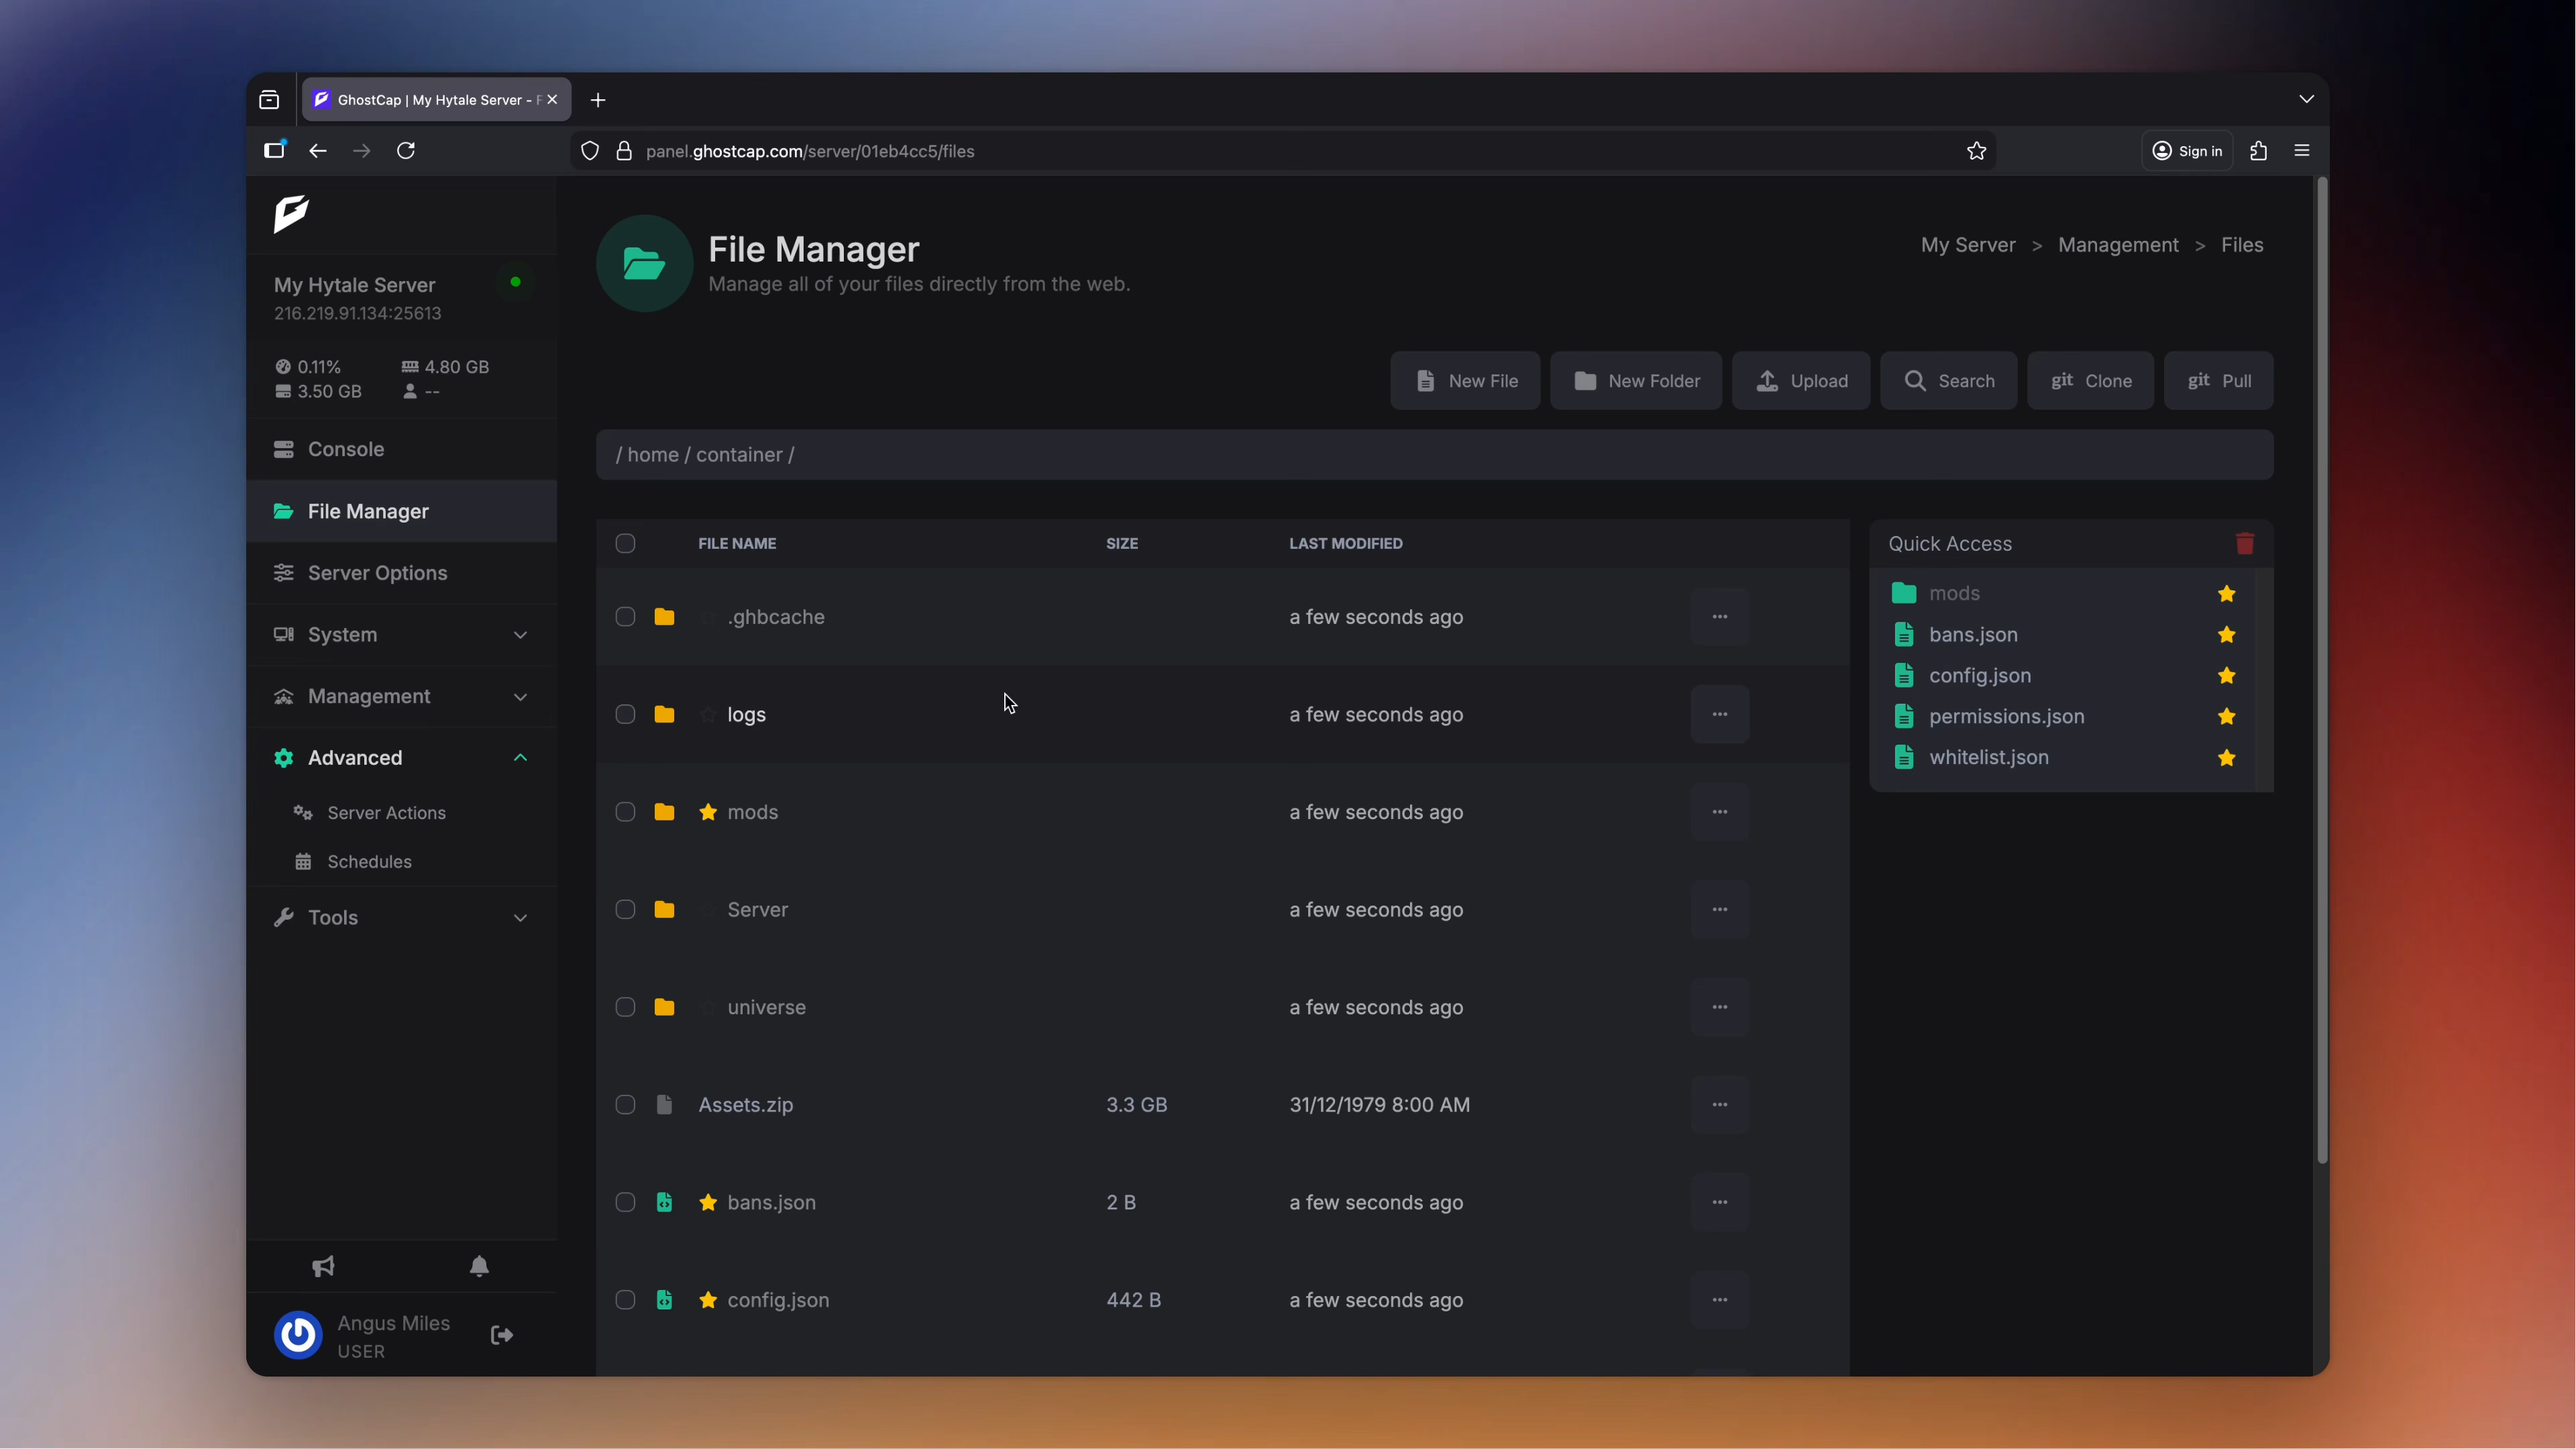 GhostCap | My Hytale Server - F
panel.ghostcap.com/server/01eb4cc5/files
Sign in
My Hytale Server
216.219.91.134:25613
0.11%
4.80 GB
3.50 GB
--
Console
File Manager
Server Options
System
Management
Advanced
Server Actions
Schedules
Tools
Angus Miles
USER
File Manager
Manage all of your files directly from the web.
My Server > Management > Files
New File
New Folder
Upload
Search
git Clone
git Pull
/ home / container /
FILE NAME SIZE LAST MODIFIED
.ghbcache a few seconds ago
logs a few seconds ago
mods a few seconds ago
Server a few seconds ago
universe a few seconds ago
Assets.zip 3.3 GB 31/12/1979 8:00 AM
bans.json 2 B a few seconds ago
config.json 442 B a few seconds ago
Quick Access
mods
bans.json
config.json
permissions.json
whitelist.json